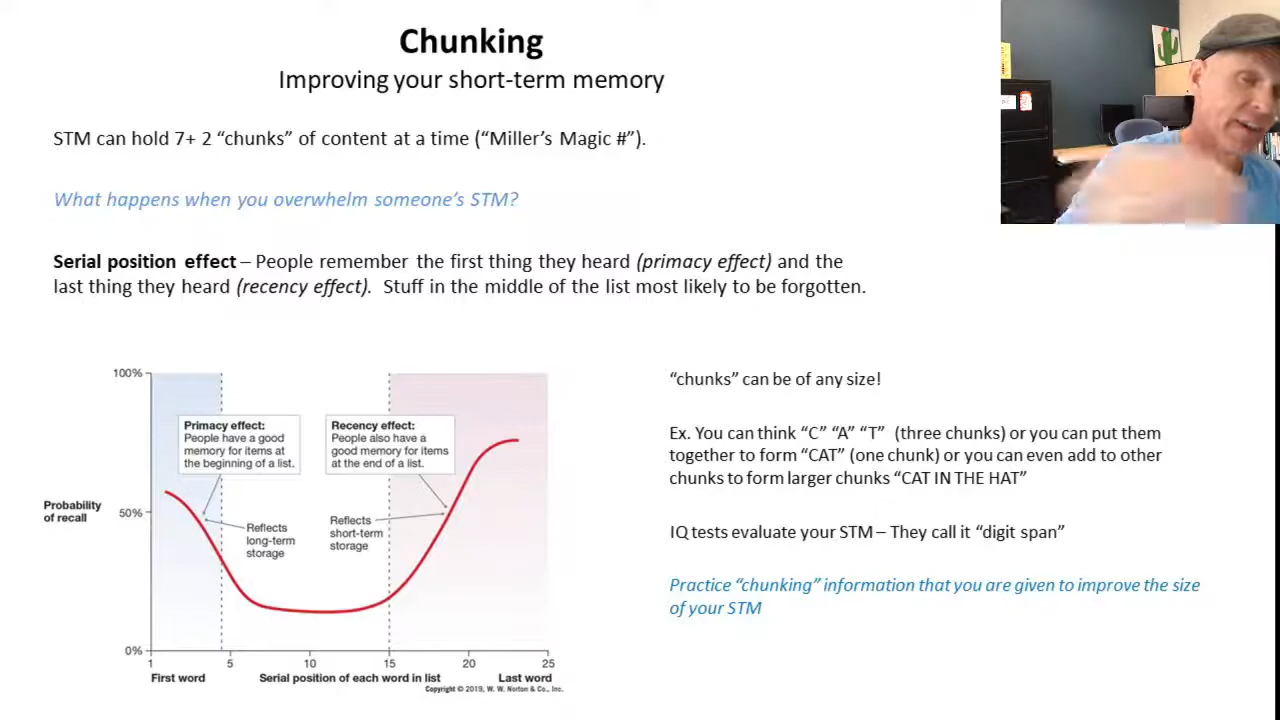 Chunking
Improving your short-term memory
STM can hold 7+ 2 “chunks” of content at a time (“Miller’s Magic #”).
What happens when you overwhelm someone’s STM?
Serial position effect – People remember the first thing they heard (primacy effect) and the
last thing they heard (recency effect).  Stuff in the middle of the list most likely to be forgotten.
100%
50%
0%
Probability
of recall
Primacy effect:
People have a good
memory for items at
the beginning of a list.
Reflects
long-term
storage
Recency effect:
People also have a
good memory for items
at the end of a list.
Reflects
short-term
storage
1
5
10
15
20
25
First word
Serial position of each word in list
Last word
Copyright © 2019, W. W. Norton & Co., Inc.
“chunks” can be of any size!
Ex. You can think “C” “A” “T”  (three chunks) or you can put them
together to form “CAT” (one chunk) or you can even add to other
chunks to form larger chunks “CAT IN THE HAT”
IQ tests evaluate your STM – They call it “digit span”
Practice “chunking” information that you are given to improve the size
of your STM